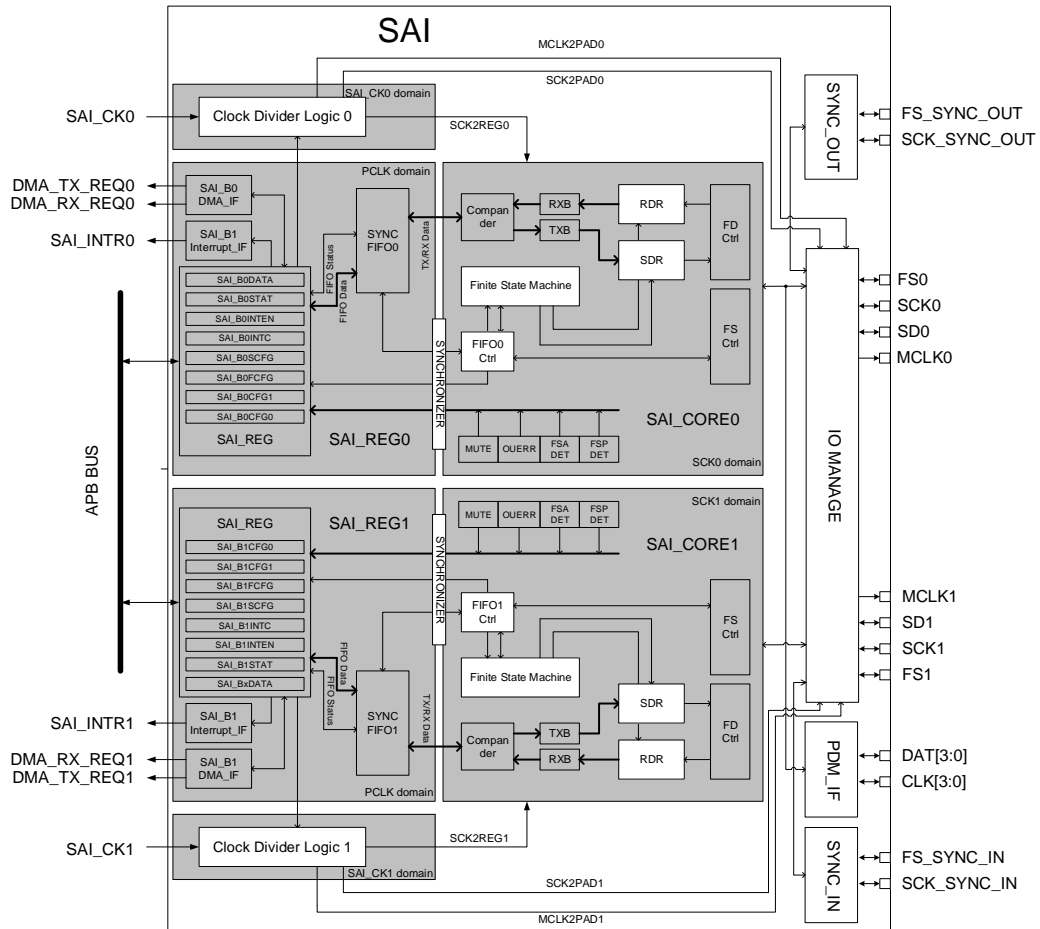 SAI
MCLK2PAD0
SCK2PAD0
SAI_CK0 domain
SAI_CK0
Clock Divider Logic 0
SCK2REG0
SYNC_OUT
FS_SYNC_OUT
SCK_SYNC_OUT
PCLK domain
DMA_TX_REQ0
DMA_RX_REQ0
SAI_B0
DMA_IF
SAI_INTR0
SAI_B1
Interrupt_IF
SYNC
FIFO0
FIFO Status
FIFO Data
TX/RX Data
Compa
nder
RXB
TXB
RDR
SDR
FD
Ctrl
Finite State Machine
FIFO0
Ctrl
FS
Ctrl
SAI_B0DATA
SAI_B0STAT
SAI_B0INTEN
SAI_B0INTC
SAI_B0SCFG
SAI_B0FCFG
SAI_B0CFG1
SAI_B0CFG0
SAI_REG
SAI_REG0
SYNCHRONIZER
SAI_CORE0
MUTE
OUERR
FSA
DET
FSP
DET
SCK0 domain
FS0
SCK0
SD0
MCLK0
IO MANAGE
APB BUS
SAI_REG
SAI_REG1
SYNCHRONIZER
SCK1 domain
MUTE
OUERR
FSA
DET
FSP
DET
SAI_CORE1
SAI_B1CFG0
SAI_B1CFG1
SAI_B1FCFG
SAI_B1SCFG
SAI_B1INTC
SAI_B1INTEN
SAI_B1STAT
SAI_BxDATA
FIFO1
Ctrl
FS
Ctrl
Finite State Machine
FIFO Data
FIFO Status
SYNC
FIFO1
TX/RX Data
Compa
nder
TXB
RXB
SDR
RDR
FD
Ctrl
MCLK1
SD1
SCK1
FS1
SAI_INTR1
SAI_B1
Interrupt_IF
DMA_RX_REQ1
DMA_TX_REQ1
SAI_B1
DMA_IF
PCLK domain
PDM_IF
DAT[3:0]
CLK[3:0]
SAI_CK1
Clock Divider Logic 1
SCK2REG1
SAI_CK1 domain
SCK2PAD1
MCLK2PAD1
SYNC_IN
FS_SYNC_IN
SCK_SYNC_IN